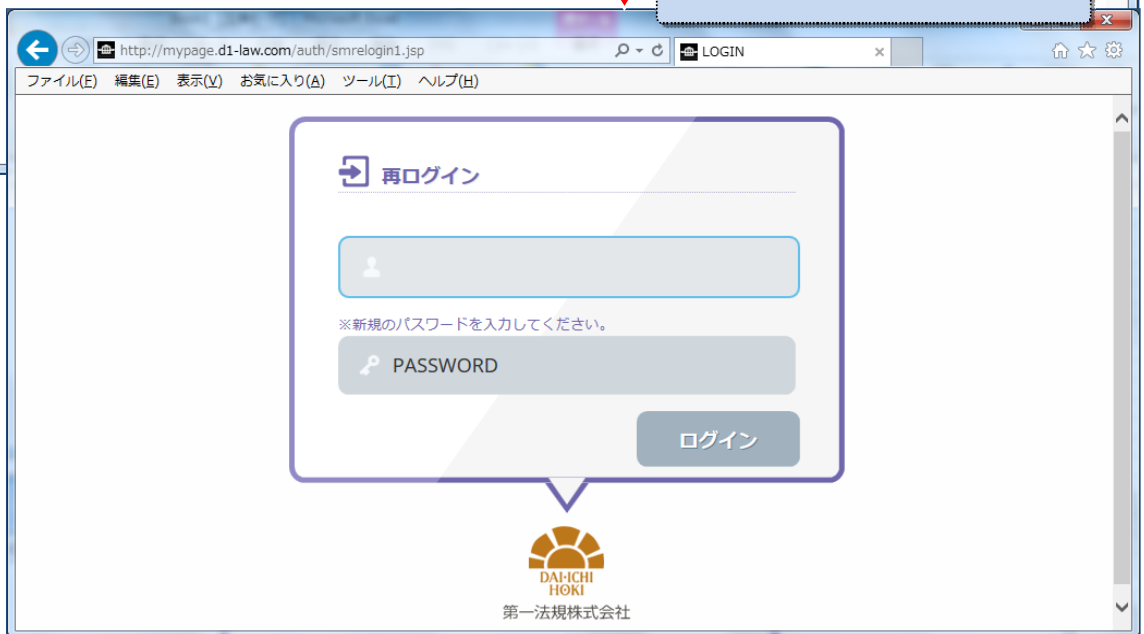 http://mypage.d1-law.com/auth/smrelogin1.jsp
LOGIN
ファイル(F) 編集(E) 表示(V) お気に入り(A) ツール(T) ヘルプ(H)
再ログイン
※新規のパスワードを入力してください。
PASSWORD
ログイン
DAI-ICHI
HOKI
第一法規株式会社